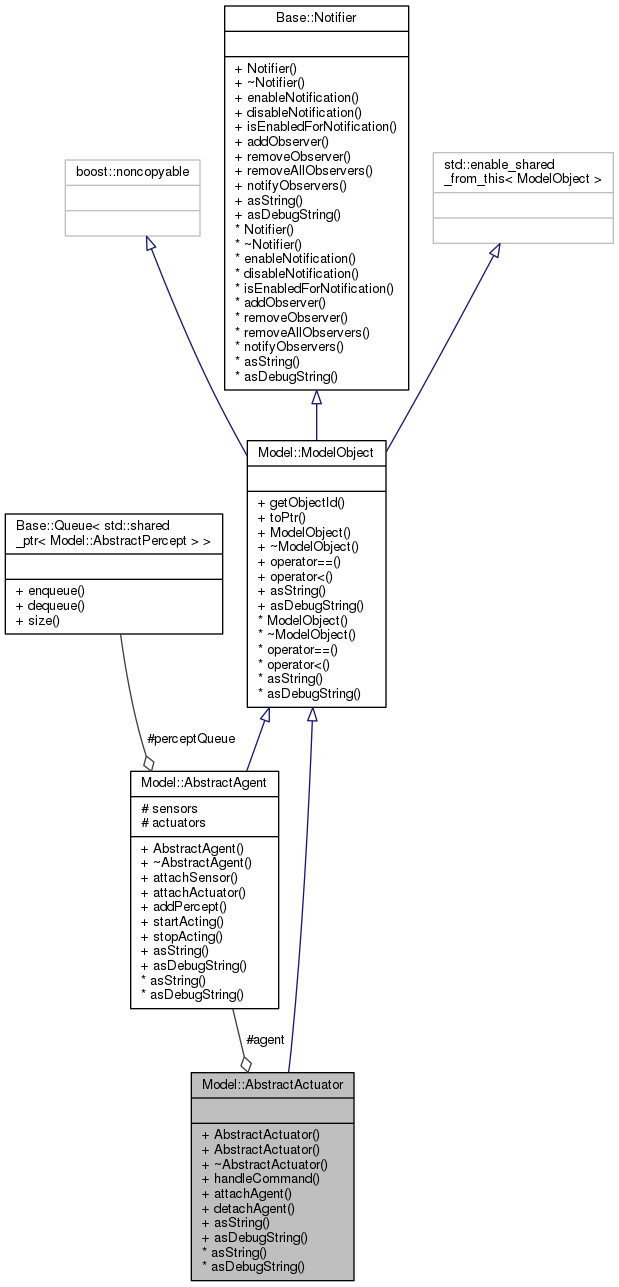 Base::Notifier
+ Notifier()
+ ~Notifier()
+ enableNotification()
+ disableNotification()
+ isEnabledForNotification()
+ addObserver()
+ removeObserver()
+ removeAllObservers()
+ notifyObservers()
+ asString()
+ asDebugString()
* Notifier()
* ~Notifier()
* enableNotification()
* disableNotification()
* isEnabledForNotification()
* addObserver()
* removeObserver()
* removeAllObservers()
* notifyObservers()
* asString()
* asDebugString()
boost::noncopyable
std::enable_shared
_from_this< ModelObject >
Model::ModelObject
+ getObjectId()
+ toPtr()
+ ModelObject()
+ ~ModelObject()
+ operator==()
+ operator<()
+ asString()
+ asDebugString()
* ModelObject()
* ~ModelObject()
* operator==()
* operator<()
* asString()
* asDebugString()
Base::Queue< std::shared
_ptr< Model::AbstractPercept > >
+ enqueue()
+ dequeue()
+ size()
#perceptQueue
Model::AbstractAgent
# sensors
# actuators
+ AbstractAgent()
+ ~AbstractAgent()
+ attachSensor()
+ attachActuator()
+ addPercept()
+ startActing()
+ stopActing()
+ asString()
+ asDebugString()
* asString()
* asDebugString()
#agent
Model::AbstractActuator
+ AbstractActuator()
+ AbstractActuator()
+ ~AbstractActuator()
+ handleCommand()
+ attachAgent()
+ detachAgent()
+ asString()
+ asDebugString()
* asString()
* asDebugString()